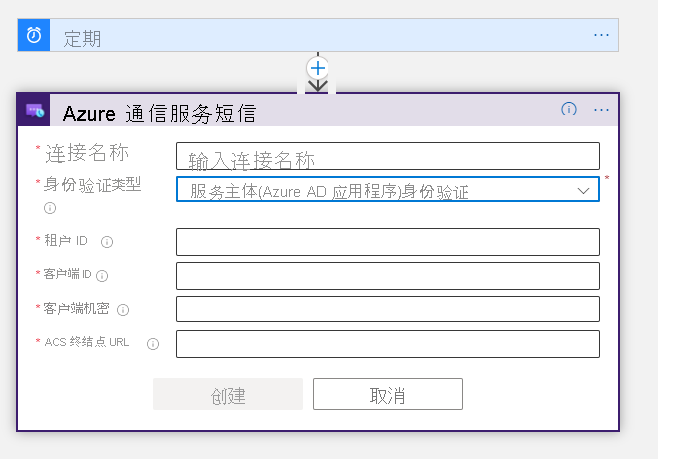 定期
Azure 通信服务短信
*连接名称
输入连接名称
*身份验证类型
服务主体(Azure AD 应用程序)身份验证
*
*租户 ID
*客户端ID
*客户端机密
*ACS 终结点 URL
创建
取消